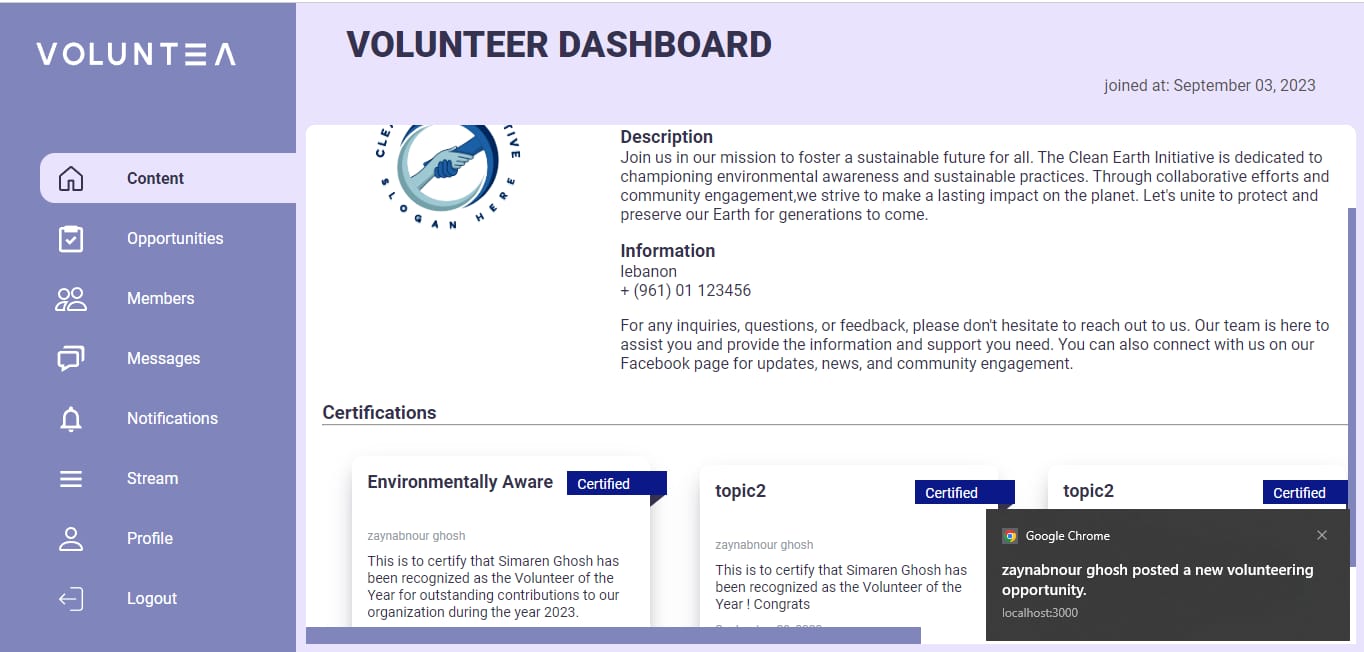 VOLUNTEA
Content
Opportunities
Members
Messages
Notifications
Stream
Profile
Logout
VOLUNTEER DASHBOARD
joined at: September 03, 2023
SLOGAN HERE
Description
Join us in our mission to foster a sustainable future for all. The Clean Earth Initiative is dedicated to
championing environmental awareness and sustainable practices. Through collaborative efforts and
community engagement,we strive to make a lasting impact on the planet. Let's unite to protect and
preserve our Earth for generations to come.
Information
lebanon
+ (961) 01 123456
For any inquiries, questions, or feedback, please don't hesitate to reach out to us. Our team is here to
assist you and provide the information and support you need. You can also connect with us on our
Facebook page for updates, news, and community engagement.
Certifications
Environmentally Aware
Certified
zaynabnour ghosh
This is to certify that Simaren Ghosh has
been recognized as the Volunteer of the
Year for outstanding contributions to our
organization during the year 2023.
topic2
Certified
zaynabnour ghosh
This is to certify that Simaren Ghosh has
been recognized as the Volunteer of the
Year ! Congrats
topic2
Certified
Google Chrome
zaynabnour ghosh posted a new volunteering
opportunity.
localhost:3000